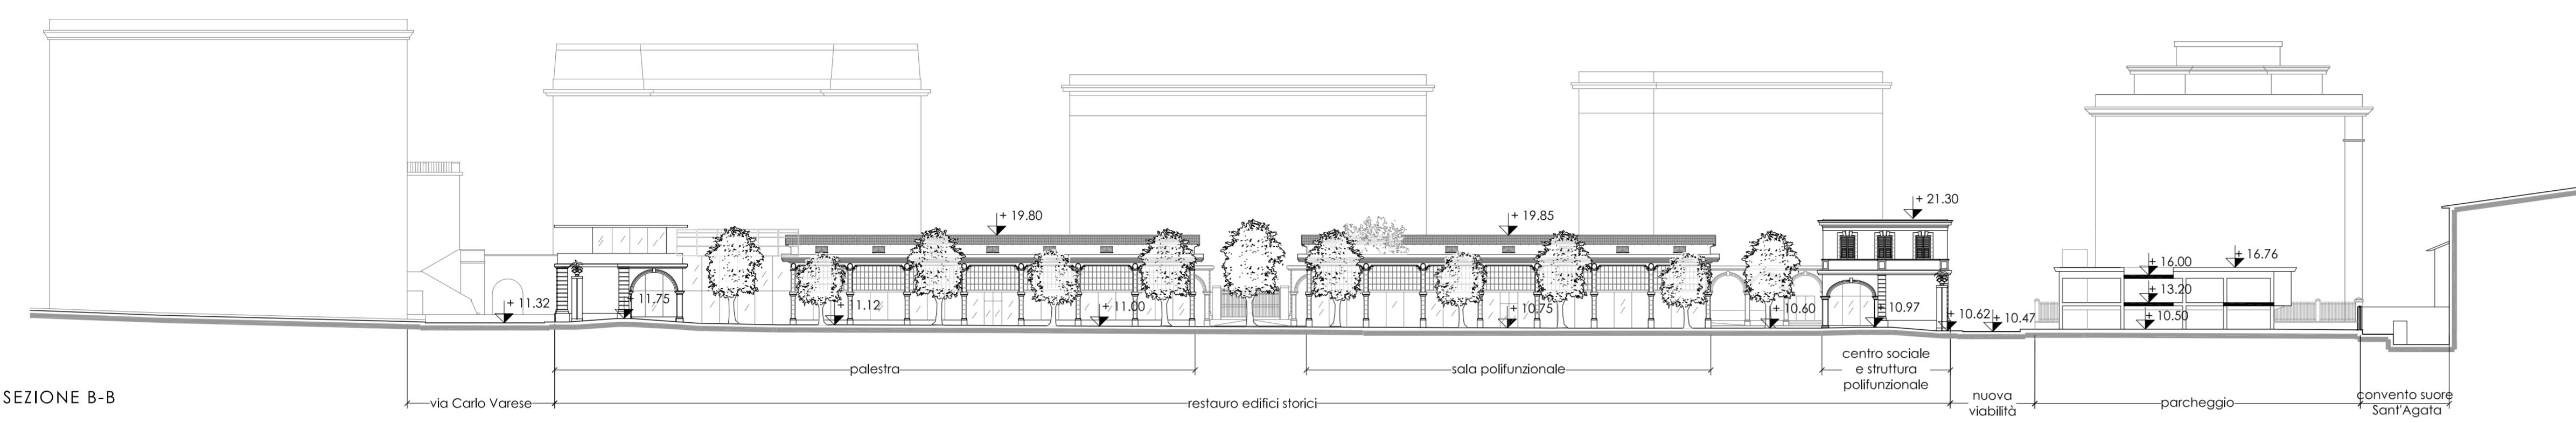 + 21.30
+ 19.80
+ 19.85
+ 16.76
+ 16.00
+ 13.20
+ 11.32
+ 11.75
+ 11.12
+ 11.00
+ 10.75
+ 10.60
+ 10.97
+ 10.62
+ 10.47
+ 10.50
palestra
sala polifunzionale
centro sociale
e struttura
polifunzionale
SEZIONE B-B
via Carlo Varese
restauro edifici storici
nuova
viabilità
parcheggio
convento suore
Sant'Agata